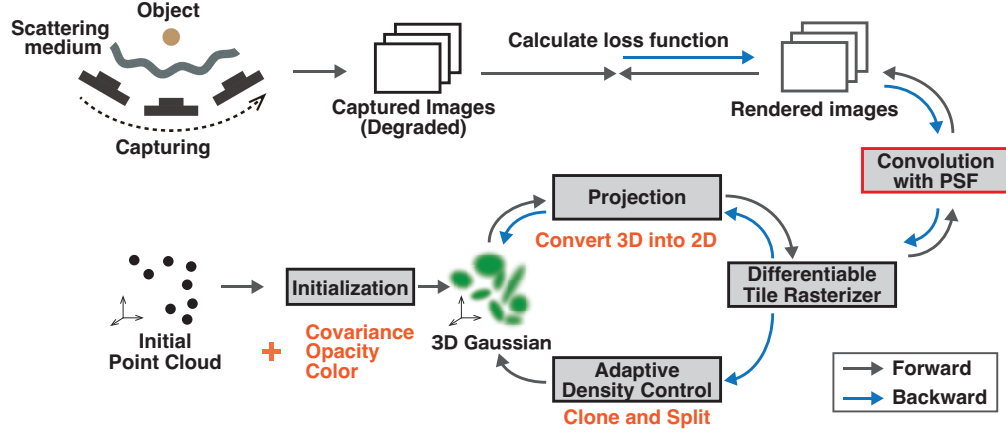 Object
Scattering
medium
Capturing
Captured Images
(Degraded)
Calculate loss function
Rendered images
Convolution
with PSF
Projection
Convert 3D into 2D
Differentiable
Tile Rasterizer
Initial
Point Cloud
Initialization
+ Covariance
Opacity
Color
3D Gaussian
Adaptive
Density Control
Clone and Split
Forward
Backward